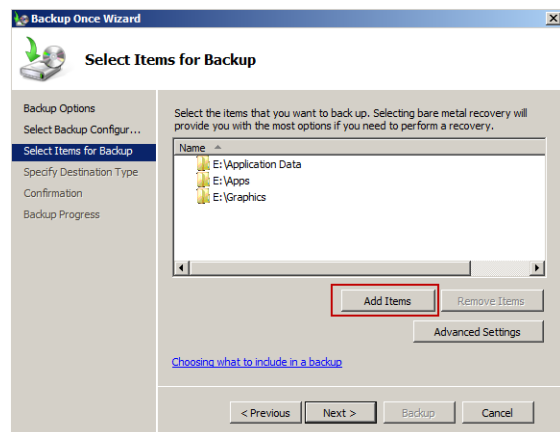 Backup Once Wizard
Select Items for Backup
Backup Options
Select Backup Configur...
Select Items for Backup
Specify Destination Type
Confirmation
Backup Progress
Select the items that you want to back up. Selecting bare metal recovery will
provide you with the most options if you need to perform a recovery.
Name
E:\Application Data
E:\Apps
E:\Graphics
Add Items
Remove Items
Advanced Settings
Choosing what to include in a backup
< Previous
Next >
Backup
Cancel